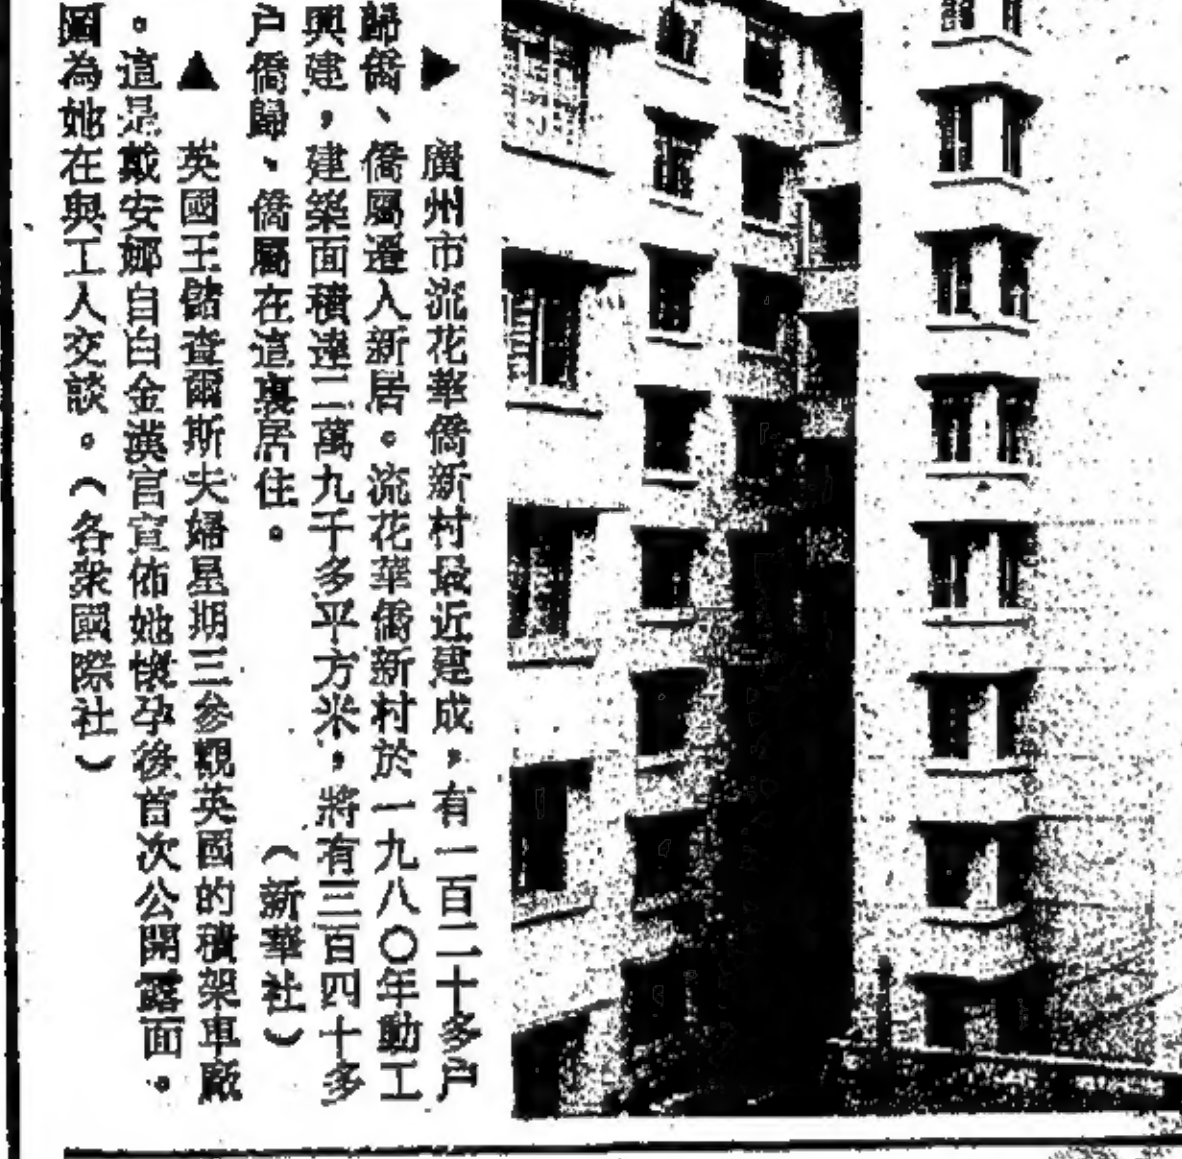 ▶ 廣州市流花華僑新村最近建成，有一百二十多户
歸僑、僑屬遷入新居。流花華僑新村於一九八〇年動工
興建，建築面積達二萬九千多平方米，將有三百四十多
户僑歸、僑屬在這裏居住。（新華社）
▲ 英國王儲查爾斯夫婦星期三參觀英國的積架車廠
。這是戴安娜自白金漢宮宣佈她懷孕後首次公開露面。
圖為她在與工人交談。（各衆國際社）